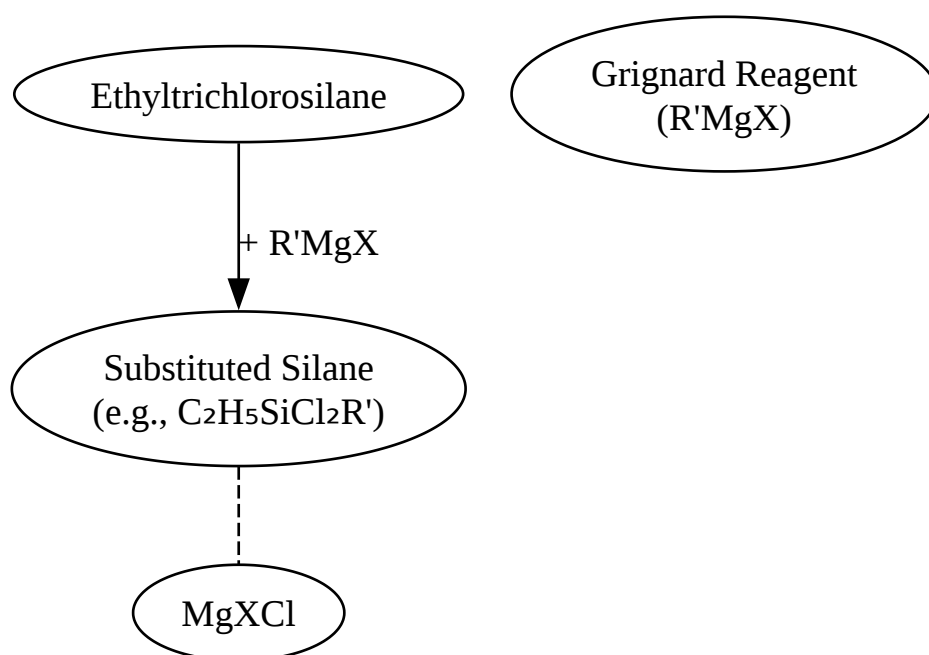 Ethyltrichlorosilane
Grignard Reagent
(R'MgX)
+ R'MgX
Substituted Silane
(e.g., C₂H₅SiCl₂R')
MgXCl